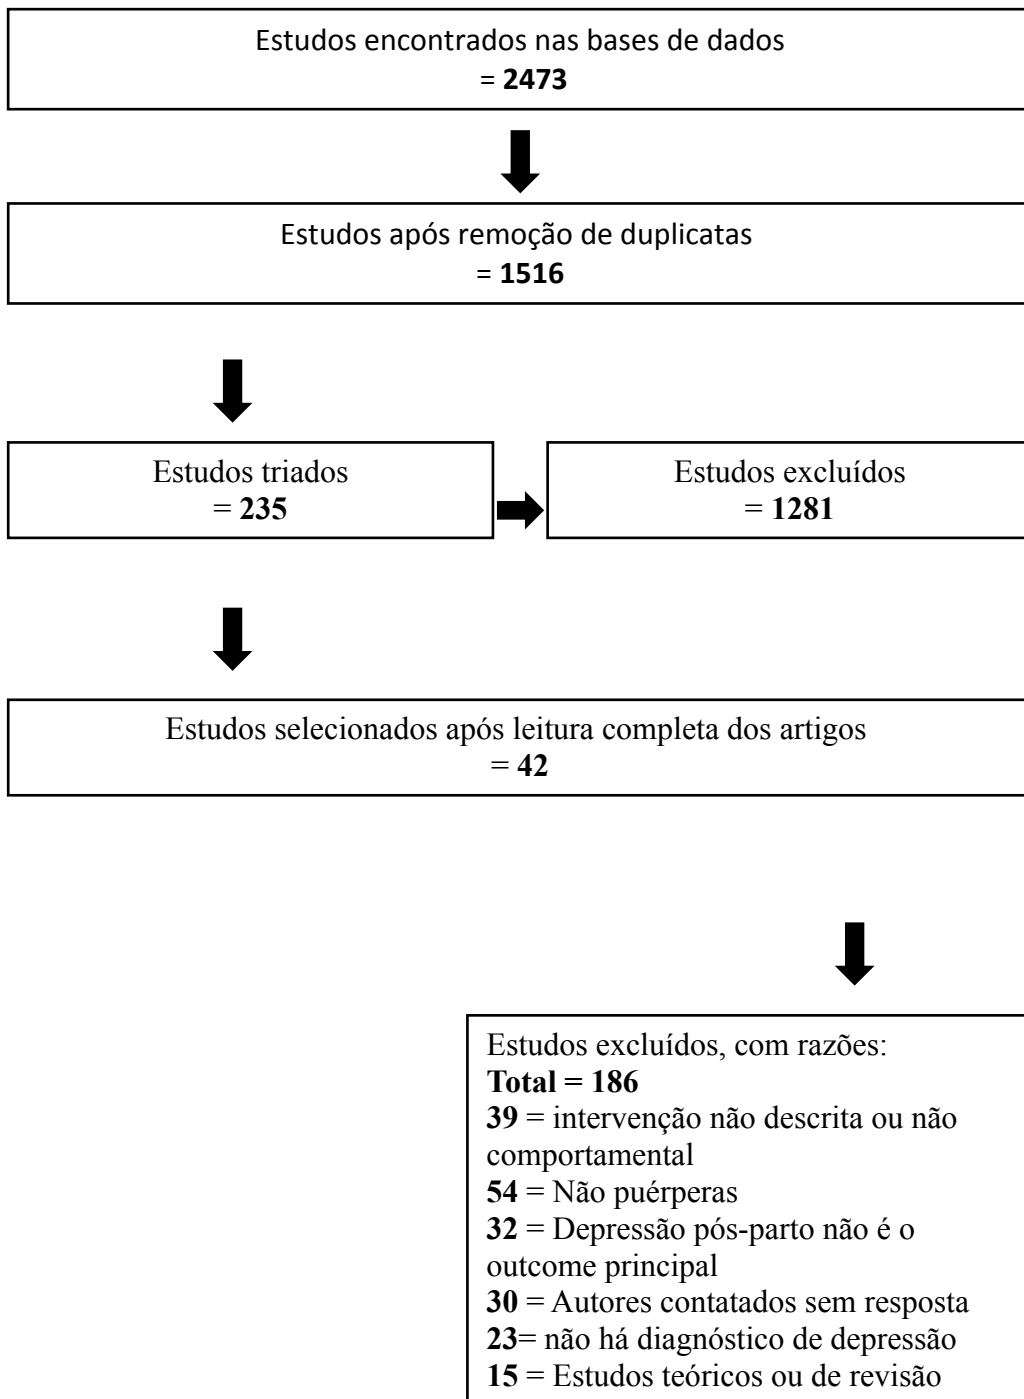 Estudos encontrados nas bases de dados
= 2473
Estudos após remoção de duplicatas
= 1516
Estudos triados
= 235
Estudos excluídos
= 1281
Estudos selecionados após leitura completa dos artigos
= 42
Estudos excluídos, com razões:
Total = 186
39 = intervenção não descrita ou não
comportamental
54 = Não puérperas
32 = Depressão pós-parto não é o
outcome principal
30 = Autores contatados sem resposta
23= não há diagnóstico de depressão
15 = Estudos teóricos ou de revisão